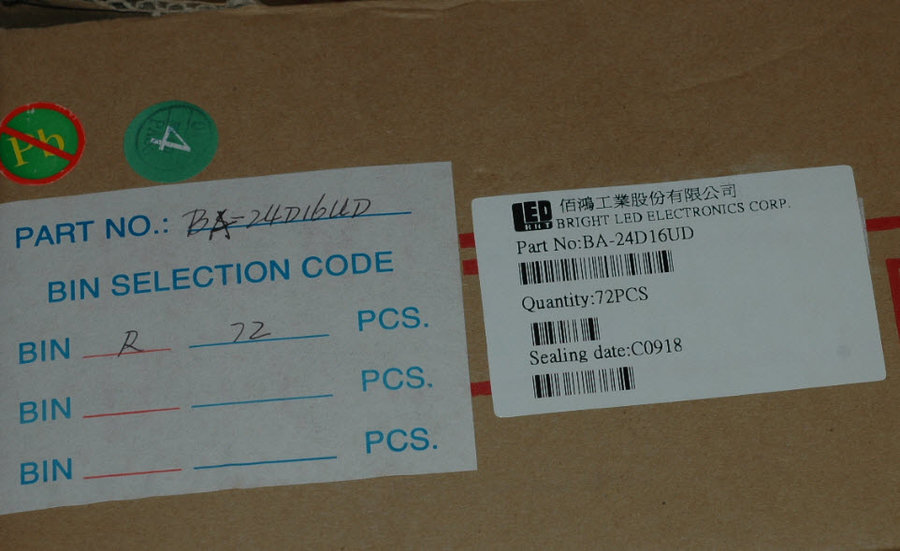 Pb
4
PART NO.: BA-24D16UD
BIN SELECTION CODE
BIN R 72 PCS.
BIN PCS.
BIN PCS.
LED 佰鴻工業股份有限公司
BRT BRIGHT LED ELECTRONICS CORP.
Part No:BA-24D16UD
Quantity:72PCS
Sealing date:C0918